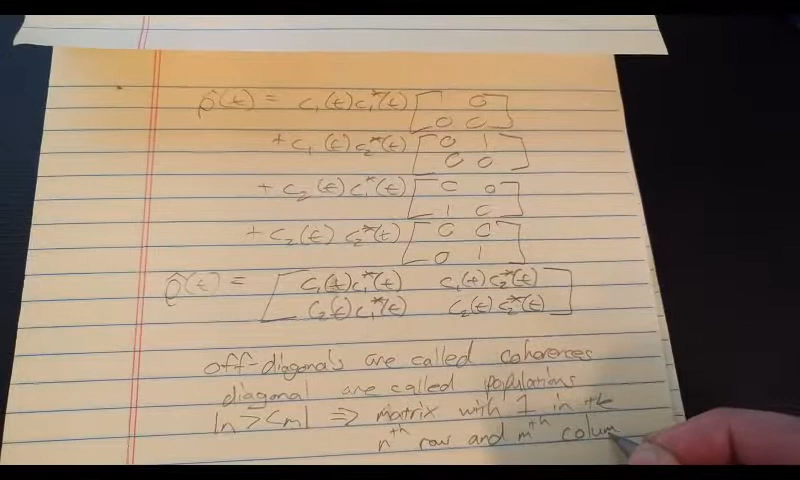 ρ̂(t) = c₁(t)c₁*(t) [1 0
0 0]
+ c₁(t)c₂*(t) [0 1
0 0]
+ c₂(t)c₁*(t) [0 0
1 0]
+ c₂(t)c₂*(t) [0 0
0 1]
ρ̂(t) = [c₁(t)c₁*(t) c₁(t)c₂*(t)
c₂(t)c₁*(t) c₂(t)c₂*(t)]
off-diagonals are called coherences
diagonal are called populations
|n><m| => matrix with 1 in the
nᵗʰ row and mᵗʰ colum